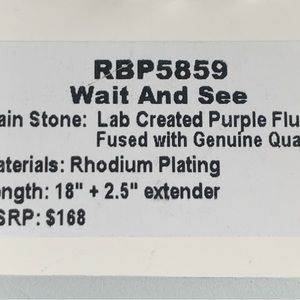 RBP5859
Wait And See
ain Stone: Lab Created Purple Flu
Fused with Genuine Qua
aterials: Rhodium Plating
ength: 18" + 2.5" extender
SRP: $168